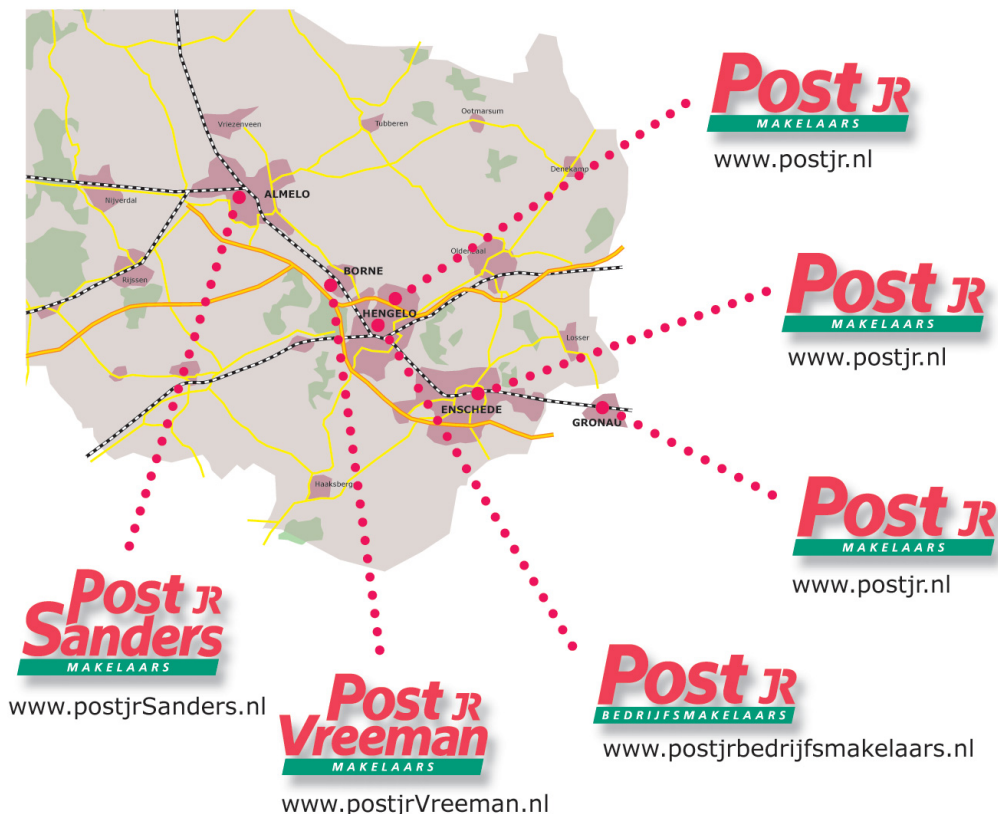 Post JR
MAKELAARS
www.postjr.nl
Ootmarsum
Vriezenveen
Tubberen
Denekamp
Nijverdal
ALMELO
Oldenzaal
Rijssen
BORNE
HENGELO
Losser
Post JR
MAKELAARS
www.postjr.nl
ENSCHEDE
GRONAU
Haaksberg
Post JR
MAKELAARS
www.postjr.nl
Post JR
Sanders
MAKELAARS
www.postjrSanders.nl
Post JR
Vreeman
MAKELAARS
www.postjrVreeman.nl
Post JR
BEDRIJFSMAKELAARS
www.postjrbedrijfsmakelaars.nl